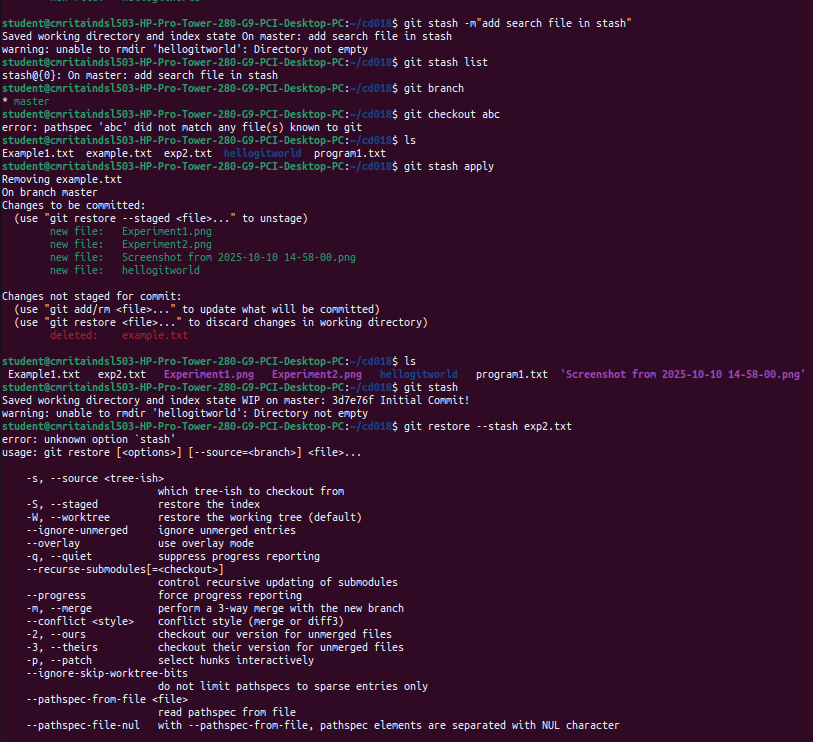 student@cmritaindsl503-HP-Pro-Tower-280-G9-PCI-Desktop-PC:~/cd018$ git stash -m"add search file in stash"
Saved working directory and index state On master: add search file in stash
warning: unable to rmdir 'hellogitworld': Directory not empty
student@cmritaindsl503-HP-Pro-Tower-280-G9-PCI-Desktop-PC:~/cd018$ git stash list
stash@{0}: On master: add search file in stash
student@cmritaindsl503-HP-Pro-Tower-280-G9-PCI-Desktop-PC:~/cd018$ git branch
* master
student@cmritaindsl503-HP-Pro-Tower-280-G9-PCI-Desktop-PC:~/cd018$ git checkout abc
error: pathspec 'abc' did not match any file(s) known to git
student@cmritaindsl503-HP-Pro-Tower-280-G9-PCI-Desktop-PC:~/cd018$ ls
Example1.txt  example.txt  exp2.txt  hellogitworld  program1.txt
student@cmritaindsl503-HP-Pro-Tower-280-G9-PCI-Desktop-PC:~/cd018$ git stash apply
Removing example.txt
On branch master
Changes to be committed:
  (use "git restore --staged <file>..." to unstage)
        new file:   Experiment1.png
        new file:   Experiment2.png
        new file:   Screenshot from 2025-10-10 14-58-00.png
        new file:   hellogitworld

Changes not staged for commit:
  (use "git add/rm <file>..." to update what will be committed)
  (use "git restore <file>..." to discard changes in working directory)
        deleted:    example.txt

student@cmritaindsl503-HP-Pro-Tower-280-G9-PCI-Desktop-PC:~/cd018$ ls
 Example1.txt   exp2.txt   Experiment1.png   Experiment2.png   hellogitworld   program1.txt  'Screenshot from 2025-10-10 14-58-00.png'
student@cmritaindsl503-HP-Pro-Tower-280-G9-PCI-Desktop-PC:~/cd018$ git stash
Saved working directory and index state WIP on master: 3d7e76f Initial Commit!
warning: unable to rmdir 'hellogitworld': Directory not empty
student@cmritaindsl503-HP-Pro-Tower-280-G9-PCI-Desktop-PC:~/cd018$ git restore --stash exp2.txt
error: unknown option `stash'
usage: git restore [<options>] [--source=<branch>] <file>...

    -s, --source <tree-ish>
                          which tree-ish to checkout from
    -S, --staged          restore the index
    -W, --worktree        restore the working tree (default)
    --ignore-unmerged     ignore unmerged entries
    --overlay             use overlay mode
    -q, --quiet           suppress progress reporting
    --recurse-submodules[=<checkout>]
                          control recursive updating of submodules
    --progress            force progress reporting
    -m, --merge           perform a 3-way merge with the new branch
    --conflict <style>    conflict style (merge or diff3)
    -2, --ours            checkout our version for unmerged files
    -3, --theirs          checkout their version for unmerged files
    -p, --patch           select hunks interactively
    --ignore-skip-worktree-bits
                          do not limit pathspecs to sparse entries only
    --pathspec-from-file <file>
                          read pathspec from file
    --pathspec-file-nul   with --pathspec-from-file, pathspec elements are separated with NUL character